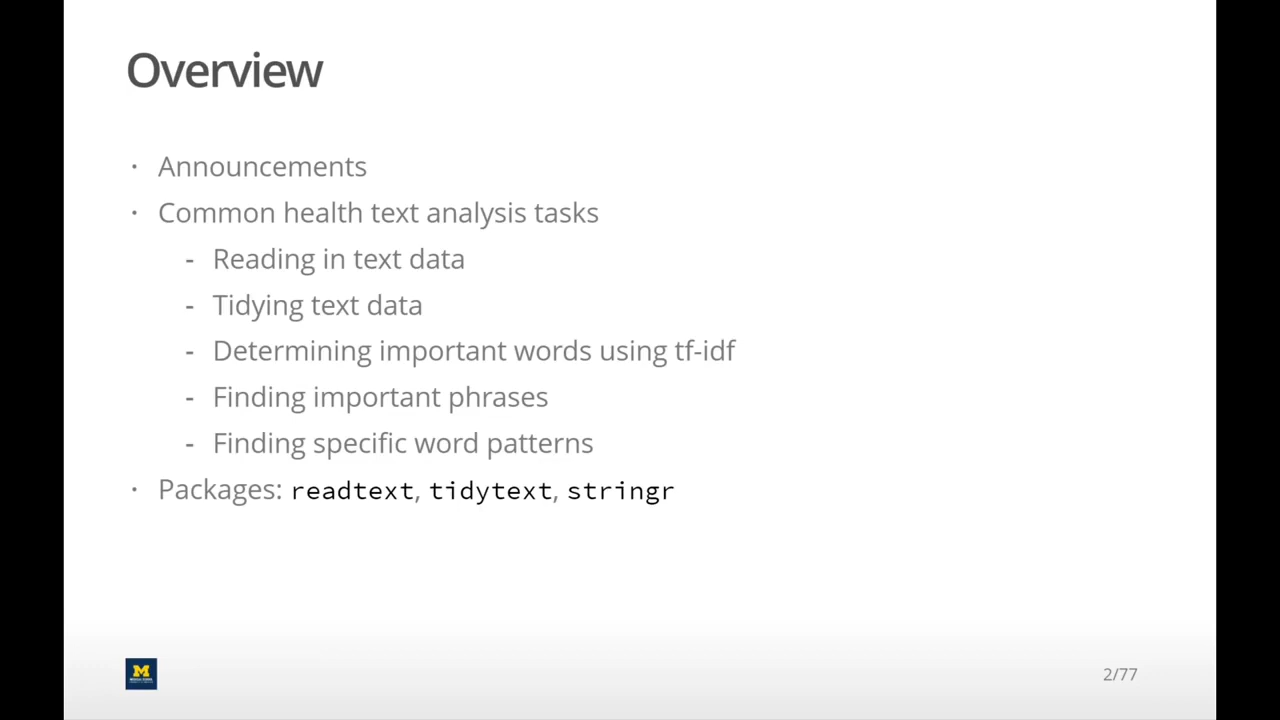 Overview
· Announcements
· Common health text analysis tasks
- Reading in text data
- Tidying text data
- Determining important words using tf-idf
- Finding important phrases
- Finding specific word patterns
· Packages: readtext, tidytext, stringr
M
2/77